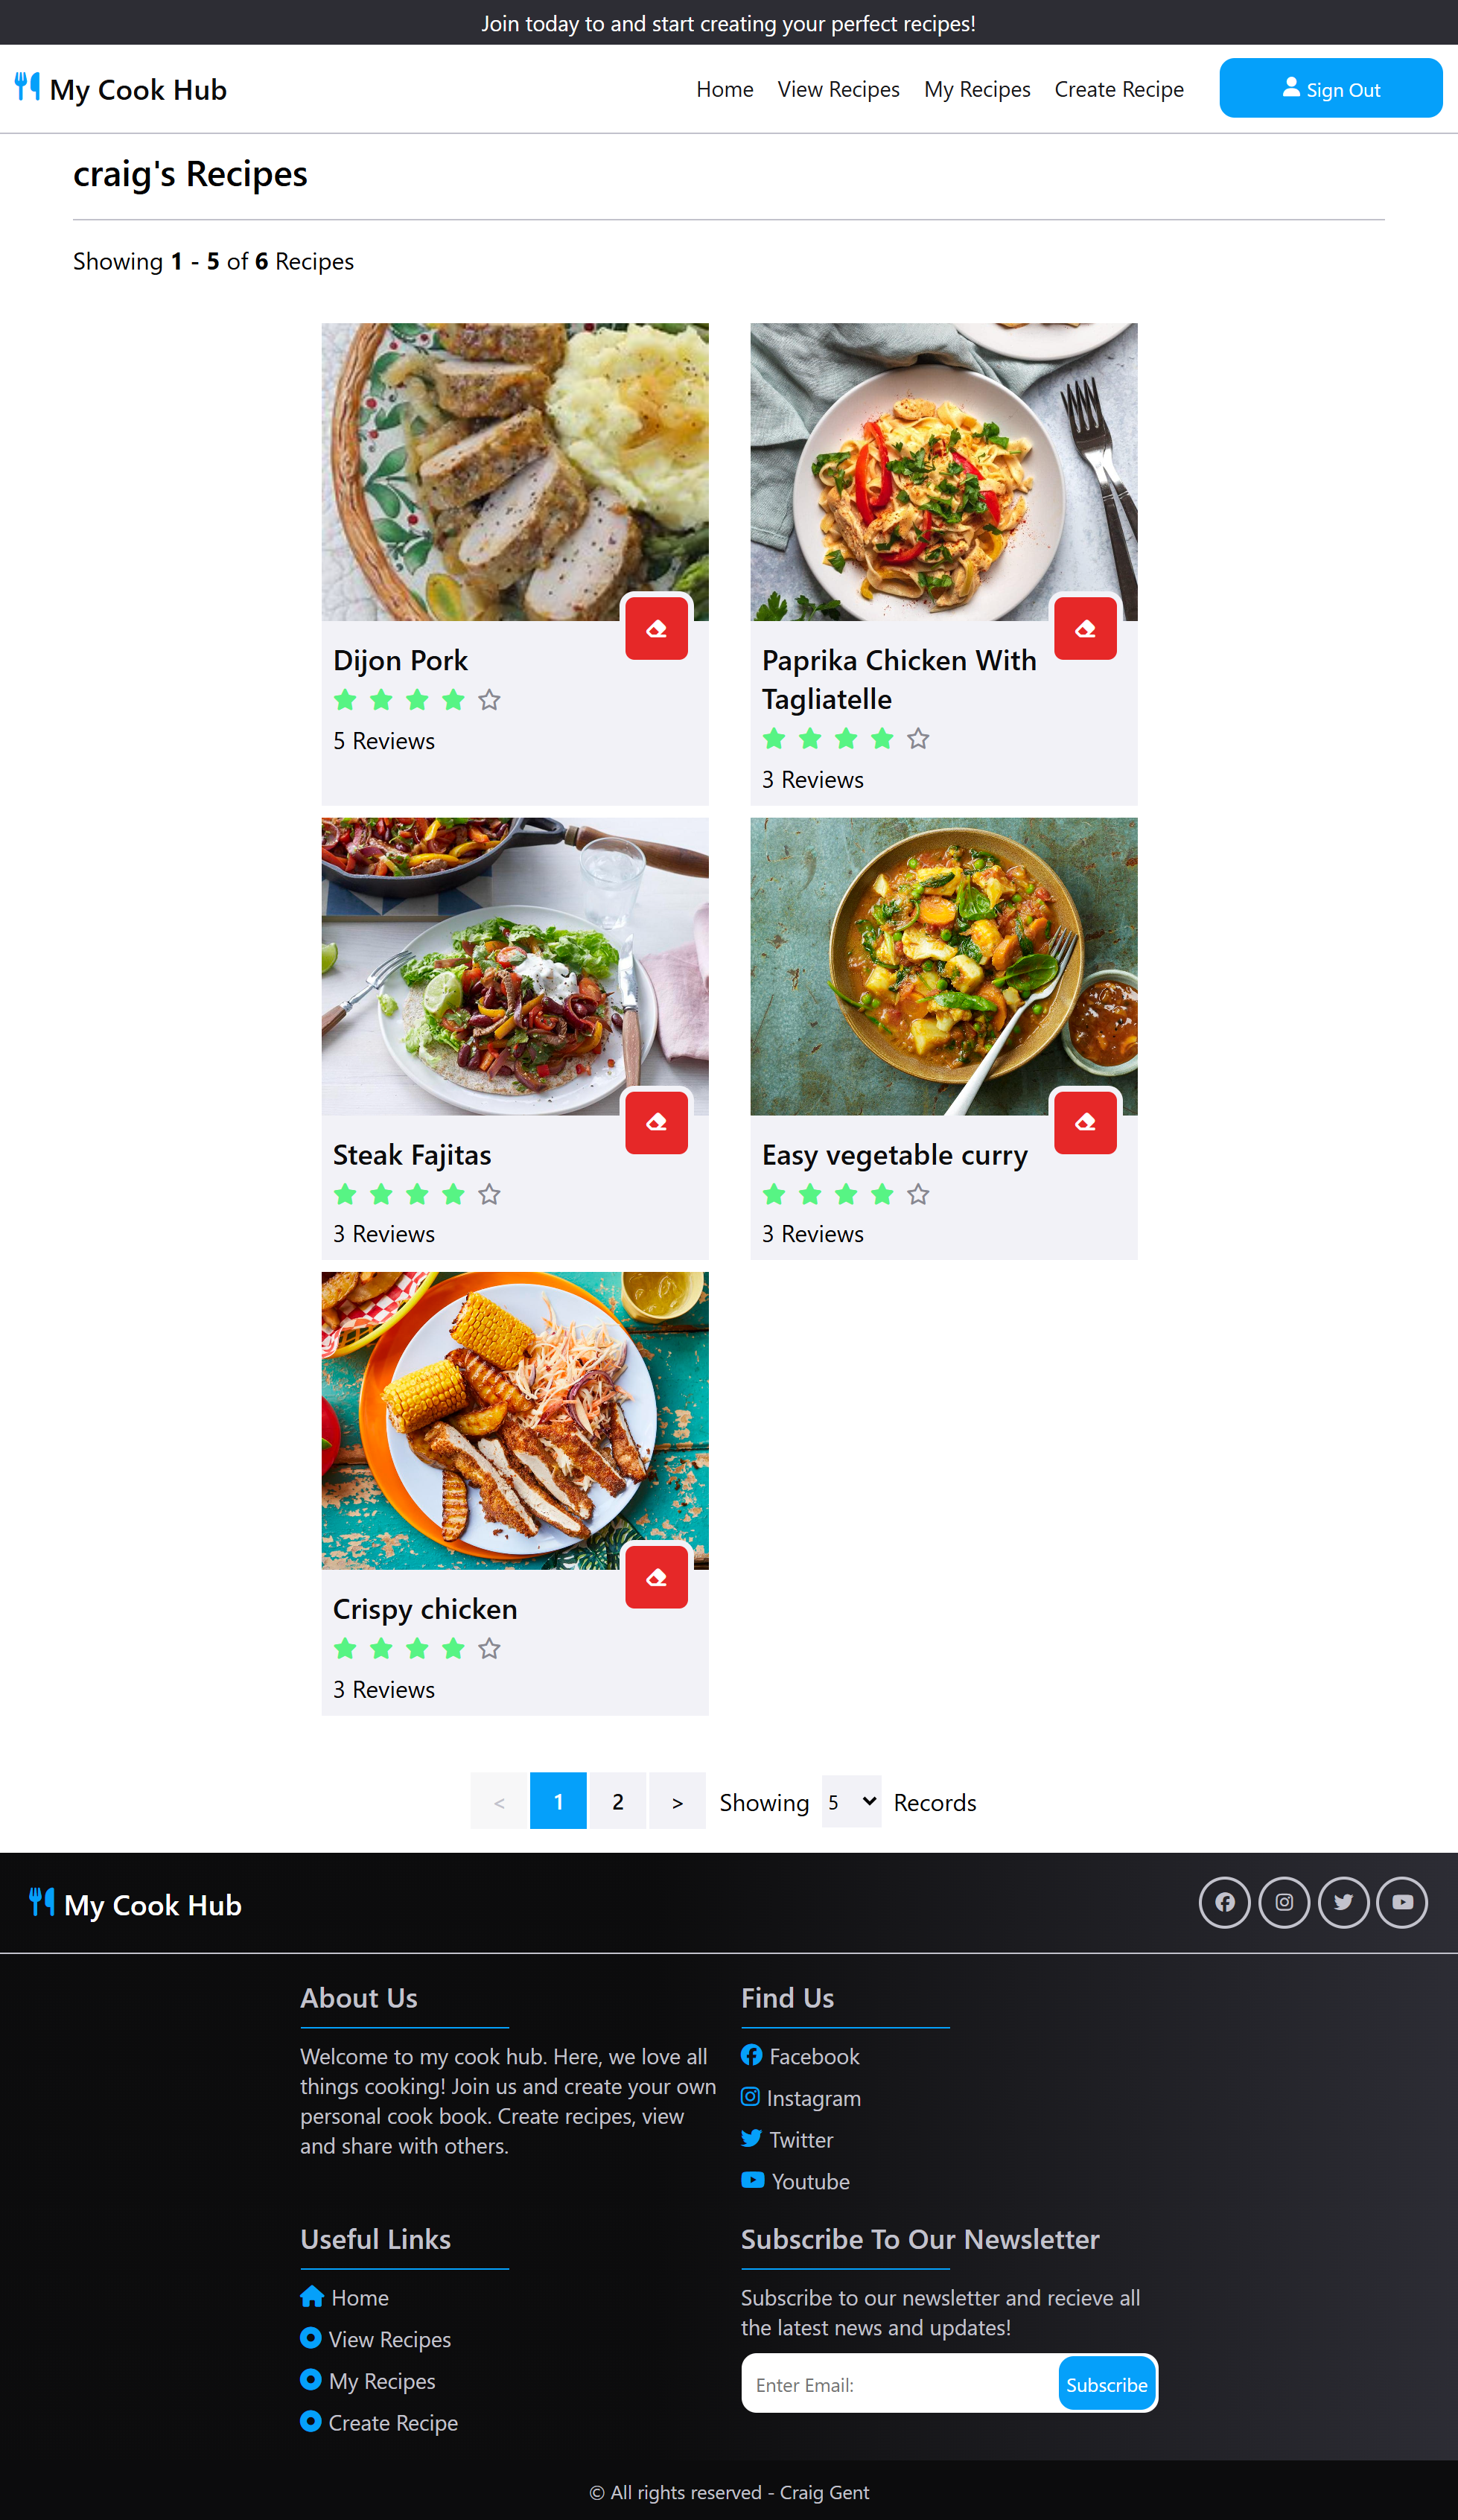 Join today to and start creating your perfect recipes!
My Cook Hub
Home View Recipes My Recipes Create Recipe Sign Out
craig's Recipes
Showing 1 - 5 of 6 Recipes
Dijon Pork
5 Reviews
Paprika Chicken With
Tagliatelle
3 Reviews
Steak Fajitas
3 Reviews
Easy vegetable curry
3 Reviews
Crispy chicken
3 Reviews
< 1 2 > Showing 5 Records
My Cook Hub
About Us
Welcome to my cook hub. Here, we love all
things cooking! Join us and create your own
personal cook book. Create recipes, view
and share with others.
Find Us
Facebook
Instagram
Twitter
Youtube
Useful Links
Home
View Recipes
My Recipes
Create Recipe
Subscribe To Our Newsletter
Subscribe to our newsletter and recieve all
the latest news and updates!
Enter Email: Subscribe
© All rights reserved - Craig Gent